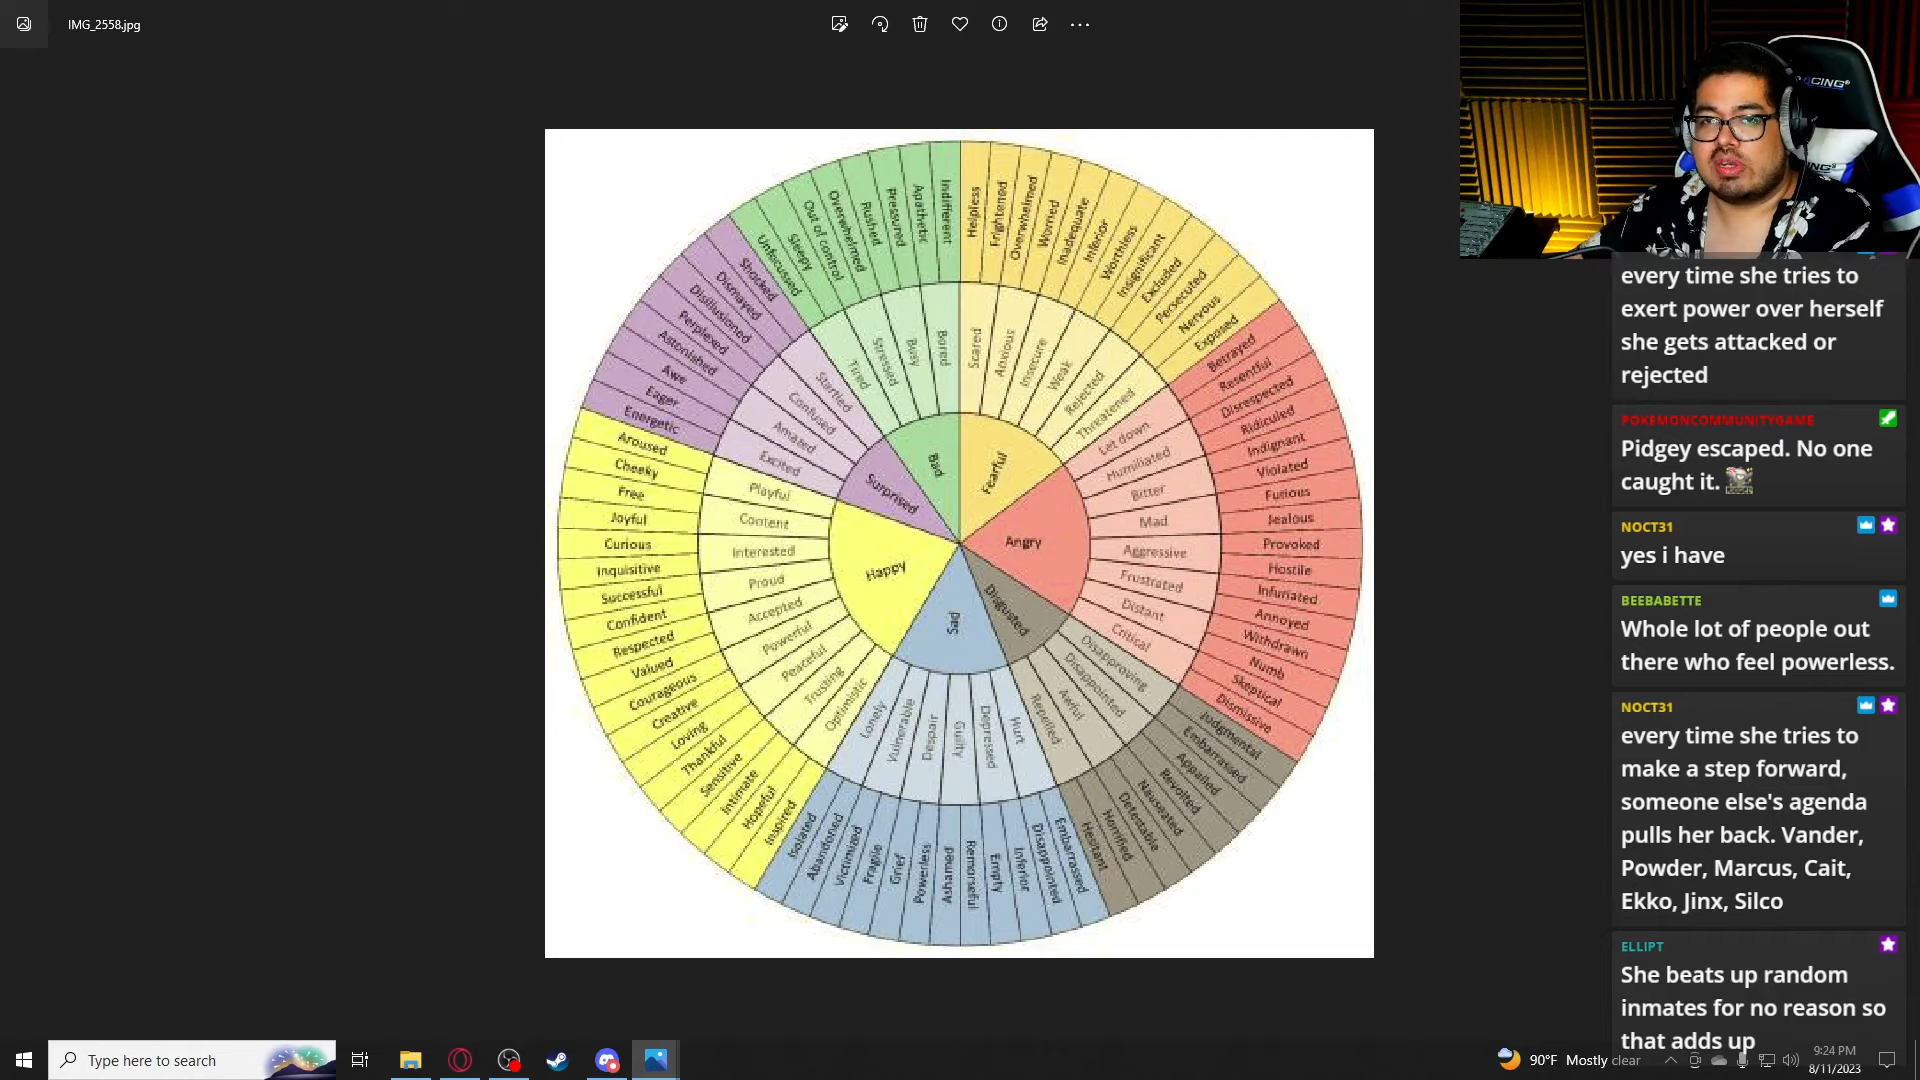 IMG_2558.jpg
Bad
Fearful
Angry
Disgusted
Sad
Happy
Surprised
Bored
Busy
Stressed
Tired
Scared
Anxious
Insecure
Weak
Rejected
Threatened
Let down
Humiliated
Bitter
Mad
Aggressive
Frustrated
Distant
Critical
Disapproving
Disappointed
Awful
Repelled
Hurt
Depressed
Guilty
Despair
Vulnerable
Lonely
Optimistic
Trusting
Peaceful
Powerful
Accepted
Proud
Interested
Content
Playful
Excited
Amazed
Confused
Startled
Indifferent
Apathetic
Pressured
Rushed
Overwhelmed
Out of control
Sleepy
Unfocussed
Helpless
Frightened
Overwhelmed
Worried
Inadequate
Inferior
Worthless
Insignificant
Excluded
Persecuted
Nervous
Exposed
Betrayed
Resentful
Disrespected
Ridiculed
Indignant
Violated
Furious
Jealous
Provoked
Hostile
Infuriated
Annoyed
Withdrawn
Numb
Skeptical
Dismissive
Judgmental
Embarrassed
Appalled
Revolted
Nauseated
Detestable
Horrified
Hesitant
Embarrassed
Disappointed
Inferior
Empty
Remorseful
Ashamed
Powerless
Grief
Fragile
Victimized
Abandoned
Isolated
Inspired
Hopeful
Intimate
Sensitive
Thankful
Loving
Creative
Courageous
Valued
Respected
Confident
Successful
Inquisitive
Curious
Joyful
Free
Cheeky
Aroused
Energetic
Eager
Awe
Astonished
Perplexed
Disillusioned
Dismayed
Shocked
every time she tries to
exert power over herself
she gets attacked or
rejected
POKEMONCOMMUNITYGAME
Pidgey escaped. No one
caught it.
NOCT31
yes i have
BEEBABETTE
Whole lot of people out
there who feel powerless.
NOCT31
every time she tries to
make a step forward,
someone else's agenda
pulls her back. Vander,
Powder, Marcus, Cait,
Ekko, Jinx, Silco
ELLIPT
She beats up random
inmates for no reason so
that adds up
Type here to search
90°F Mostly clear
9:24 PM
8/11/2023